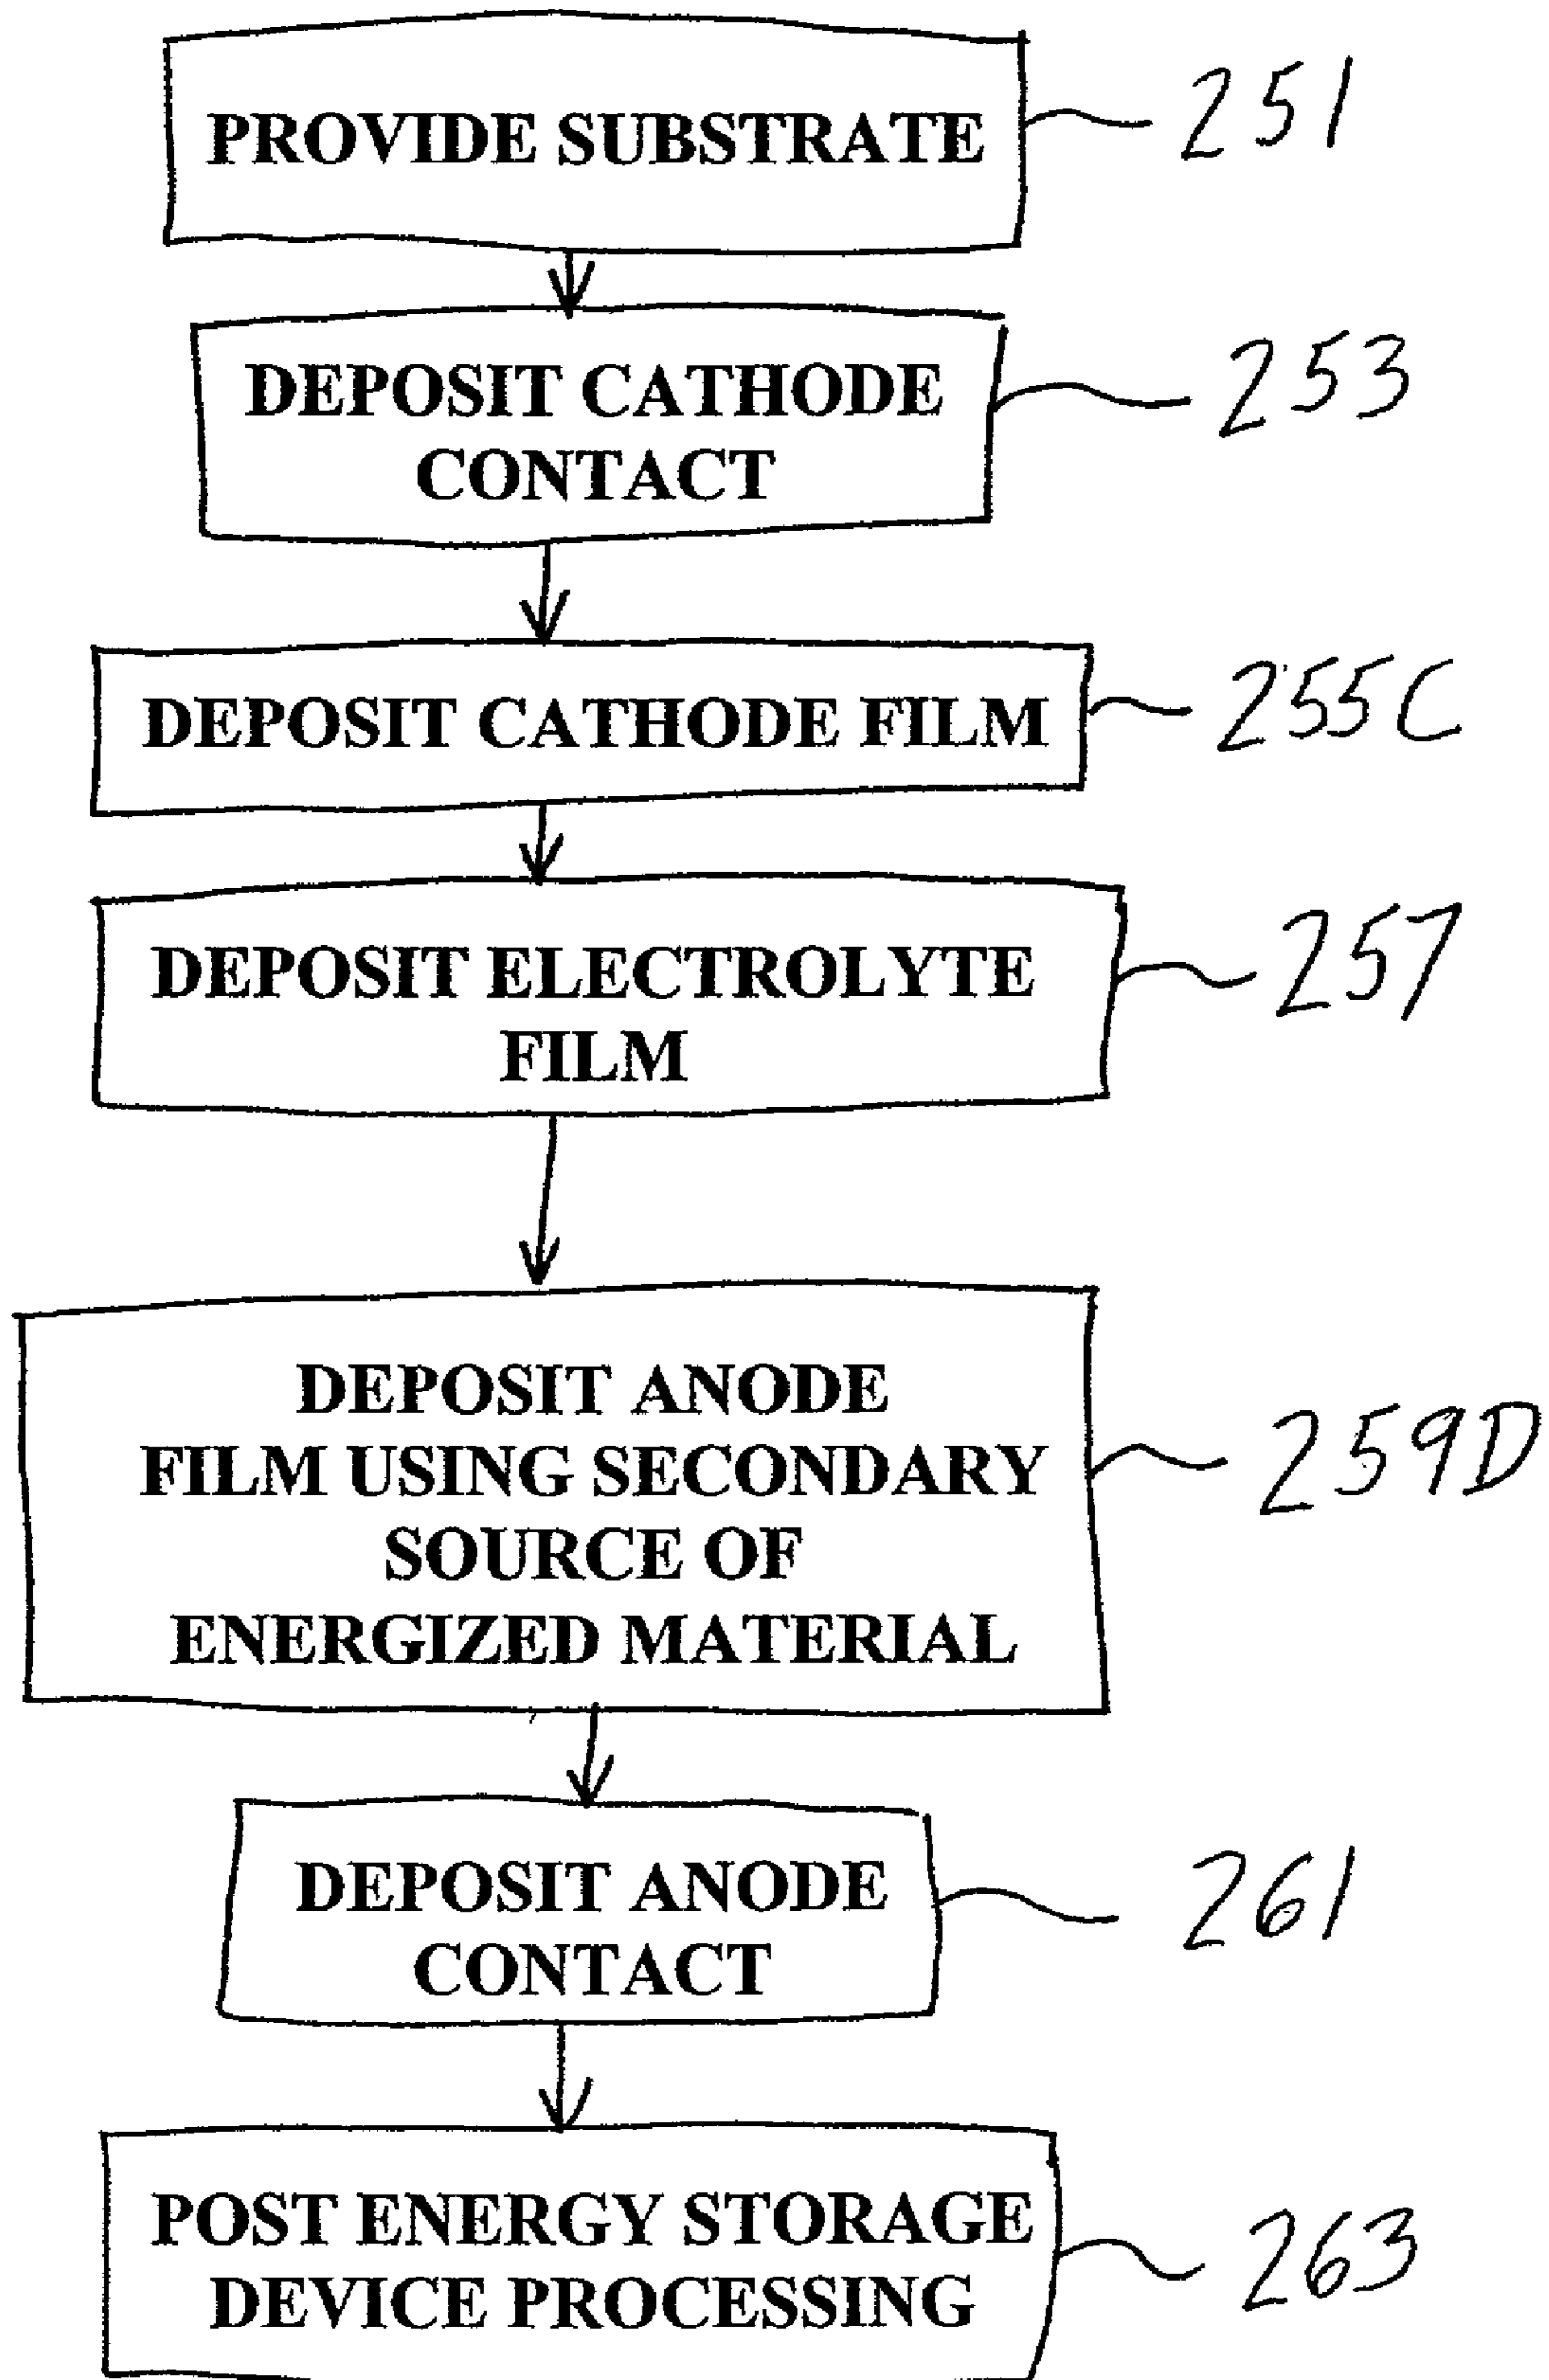 PROVIDE SUBSTRATE
251
DEPOSIT CATHODE
CONTACT
253
DEPOSIT CATHODE FILM
255C
DEPOSIT ELECTROLYTE
FILM
257
DEPOSIT ANODE
FILM USING SECONDARY
SOURCE OF
ENERGIZED MATERIAL
259D
DEPOSIT ANODE
CONTACT
261
POST ENERGY STORAGE
DEVICE PROCESSING
263